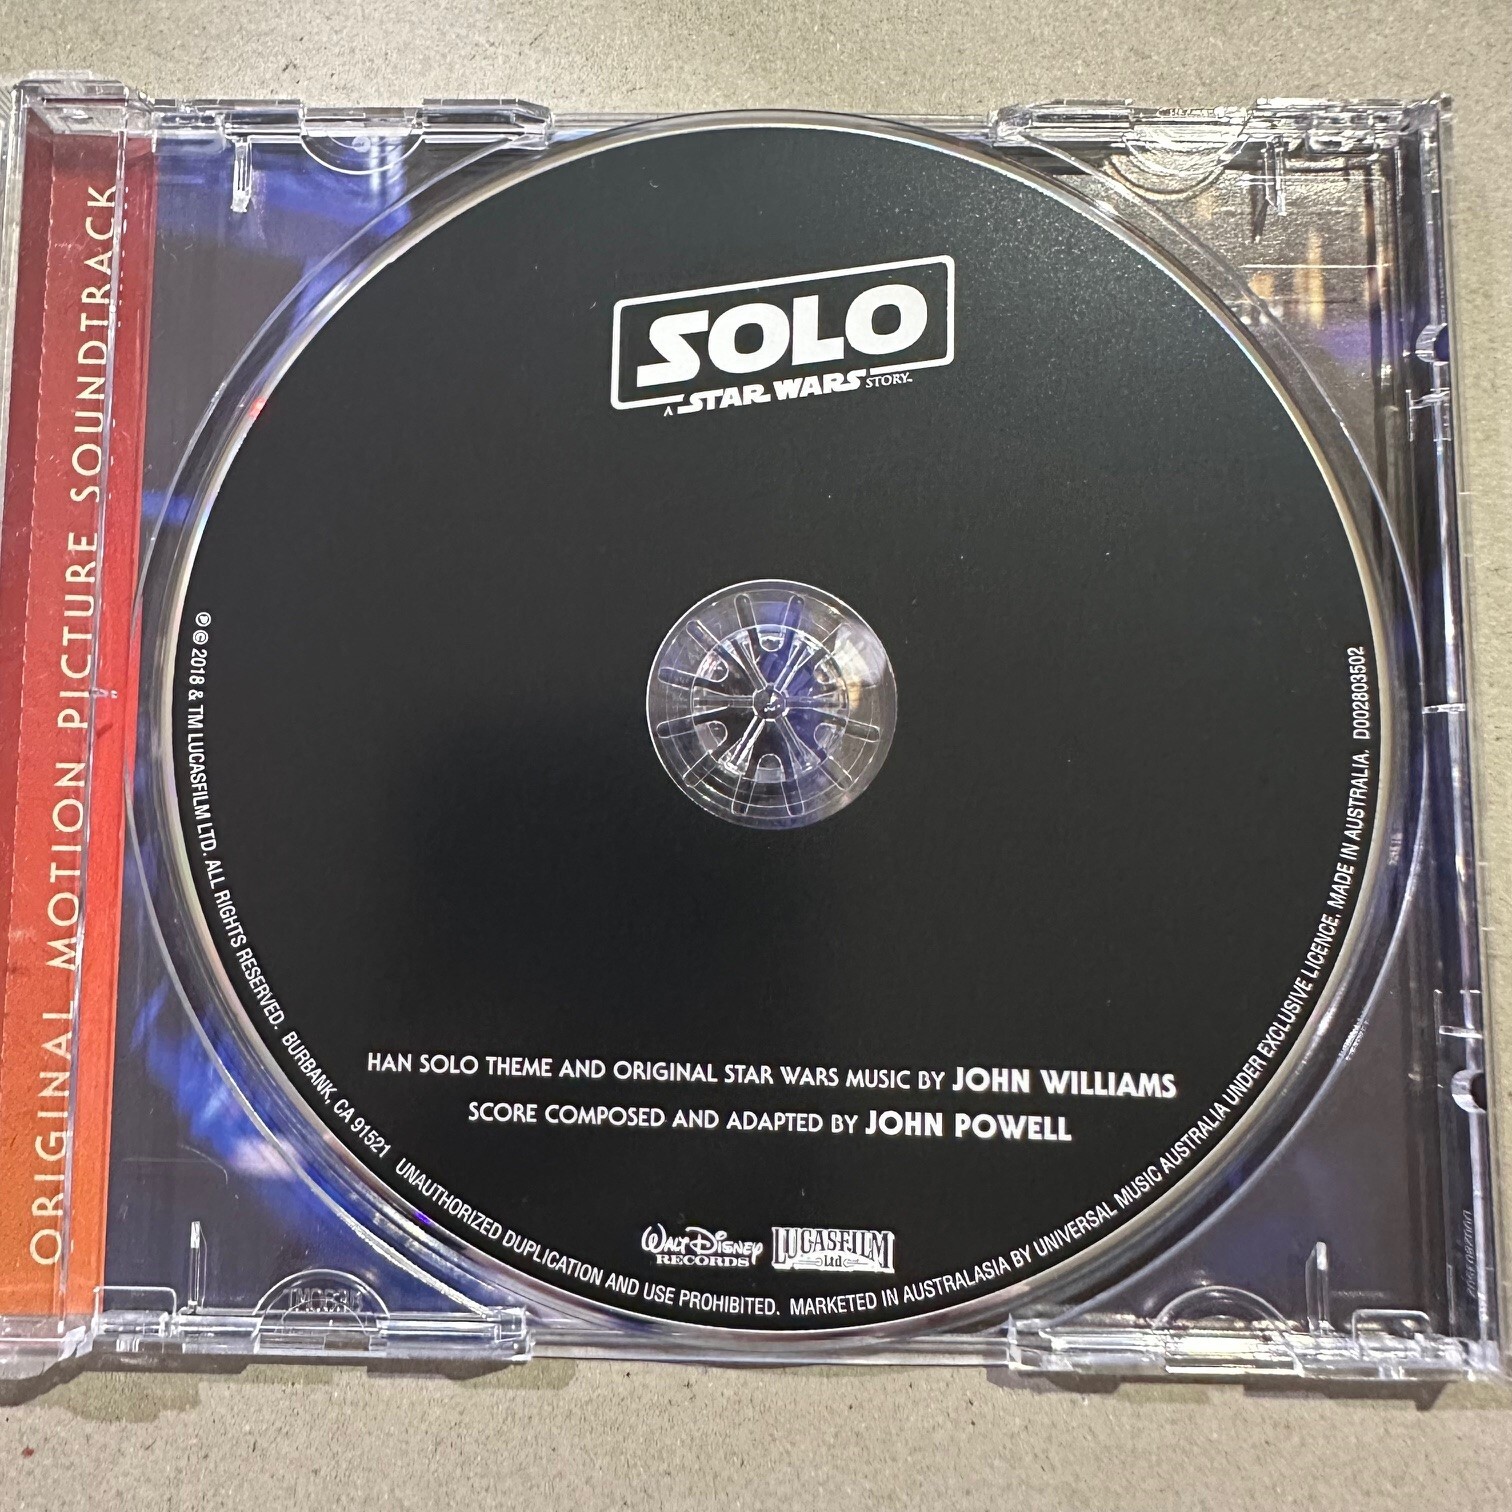 ORIGINAL MOTION PICTURE SOUNDTRACK
SOLO
A STAR WARS STORY™
HAN SOLO THEME AND ORIGINAL STAR WARS MUSIC BY JOHN WILLIAMS
SCORE COMPOSED AND ADAPTED BY JOHN POWELL
WALT DISNEY
RECORDS
LUCASFILM
Ltd
℗ © 2018 & TM LUCASFILM LTD. ALL RIGHTS RESERVED. BURBANK, CA 91521 UNAUTHORIZED DUPLICATION AND USE PROHIBITED. MARKETED IN AUSTRALASIA BY UNIVERSAL MUSIC AUSTRALIA UNDER EXCLUSIVE LICENCE. MADE IN AUSTRALIA. D002803502